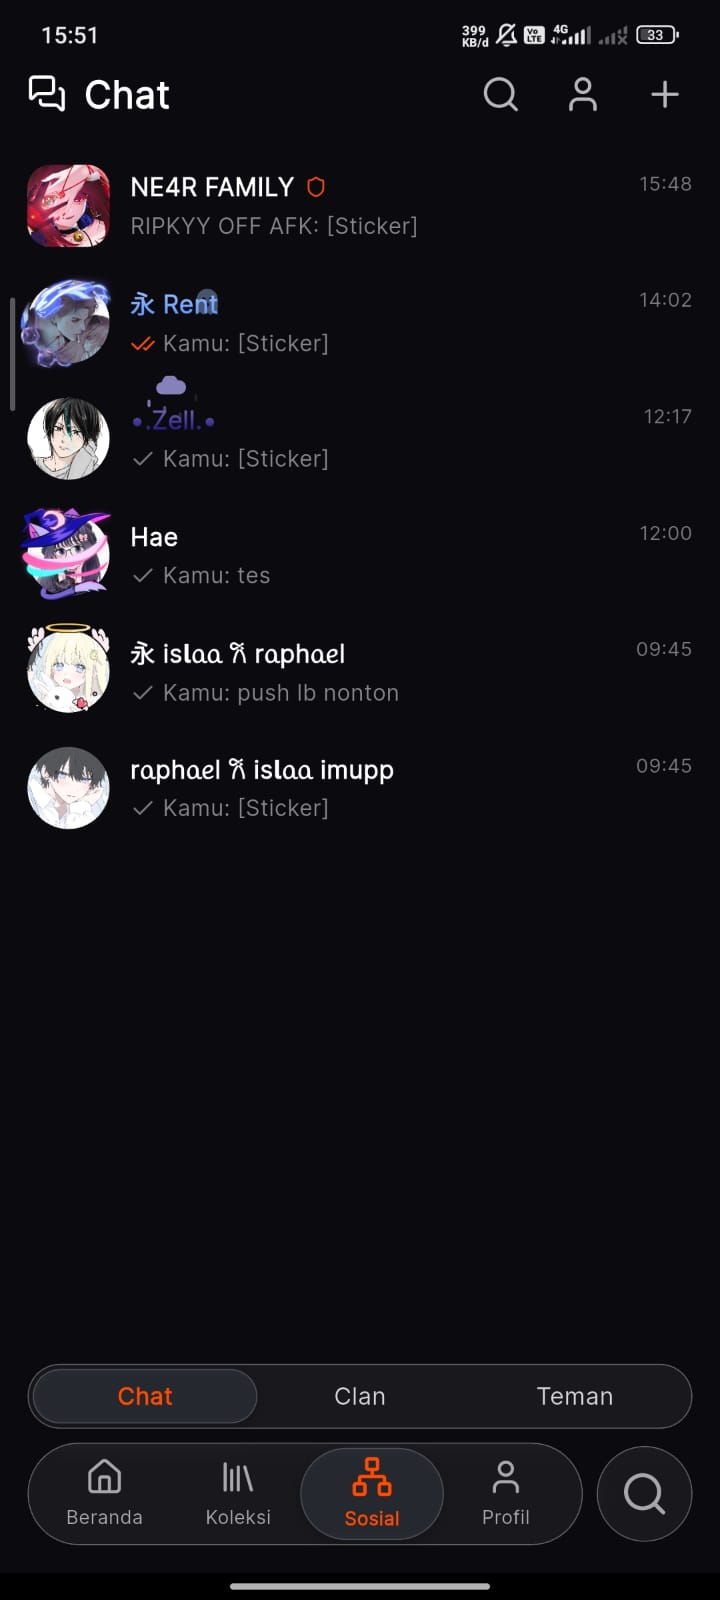 15:51
399 KB/d Vo LTE 4G 33
Chat
NE4R FAMILY
15:48
RIPKYY OFF AFK: [Sticker]
永 Rent
14:02
Kamu: [Sticker]
•.Zell.•
12:17
Kamu: [Sticker]
Hae
12:00
Kamu: tes
永 islaa 𐙚 raphael
09:45
Kamu: push lb nonton
raphael 𐙚 islaa imupp
09:45
Kamu: [Sticker]
Chat Clan Teman
Beranda Koleksi Sosial Profil